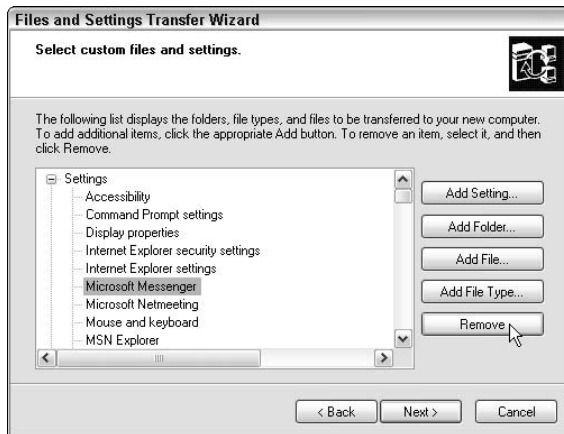 Files and Settings Transfer Wizard
Select custom files and settings.
The following list displays the folders, file types, and files to be transferred to your new computer.
To add additional items, click the appropriate Add button. To remove an item, select it, and then
click Remove.
Settings
Accessibility
Command Prompt settings
Display properties
Internet Explorer security settings
Internet Explorer settings
Microsoft Messenger
Microsoft Netmeeting
Mouse and keyboard
MSN Explorer
Add Setting...
Add Folder...
Add File...
Add File Type...
Remove
< Back
Next >
Cancel